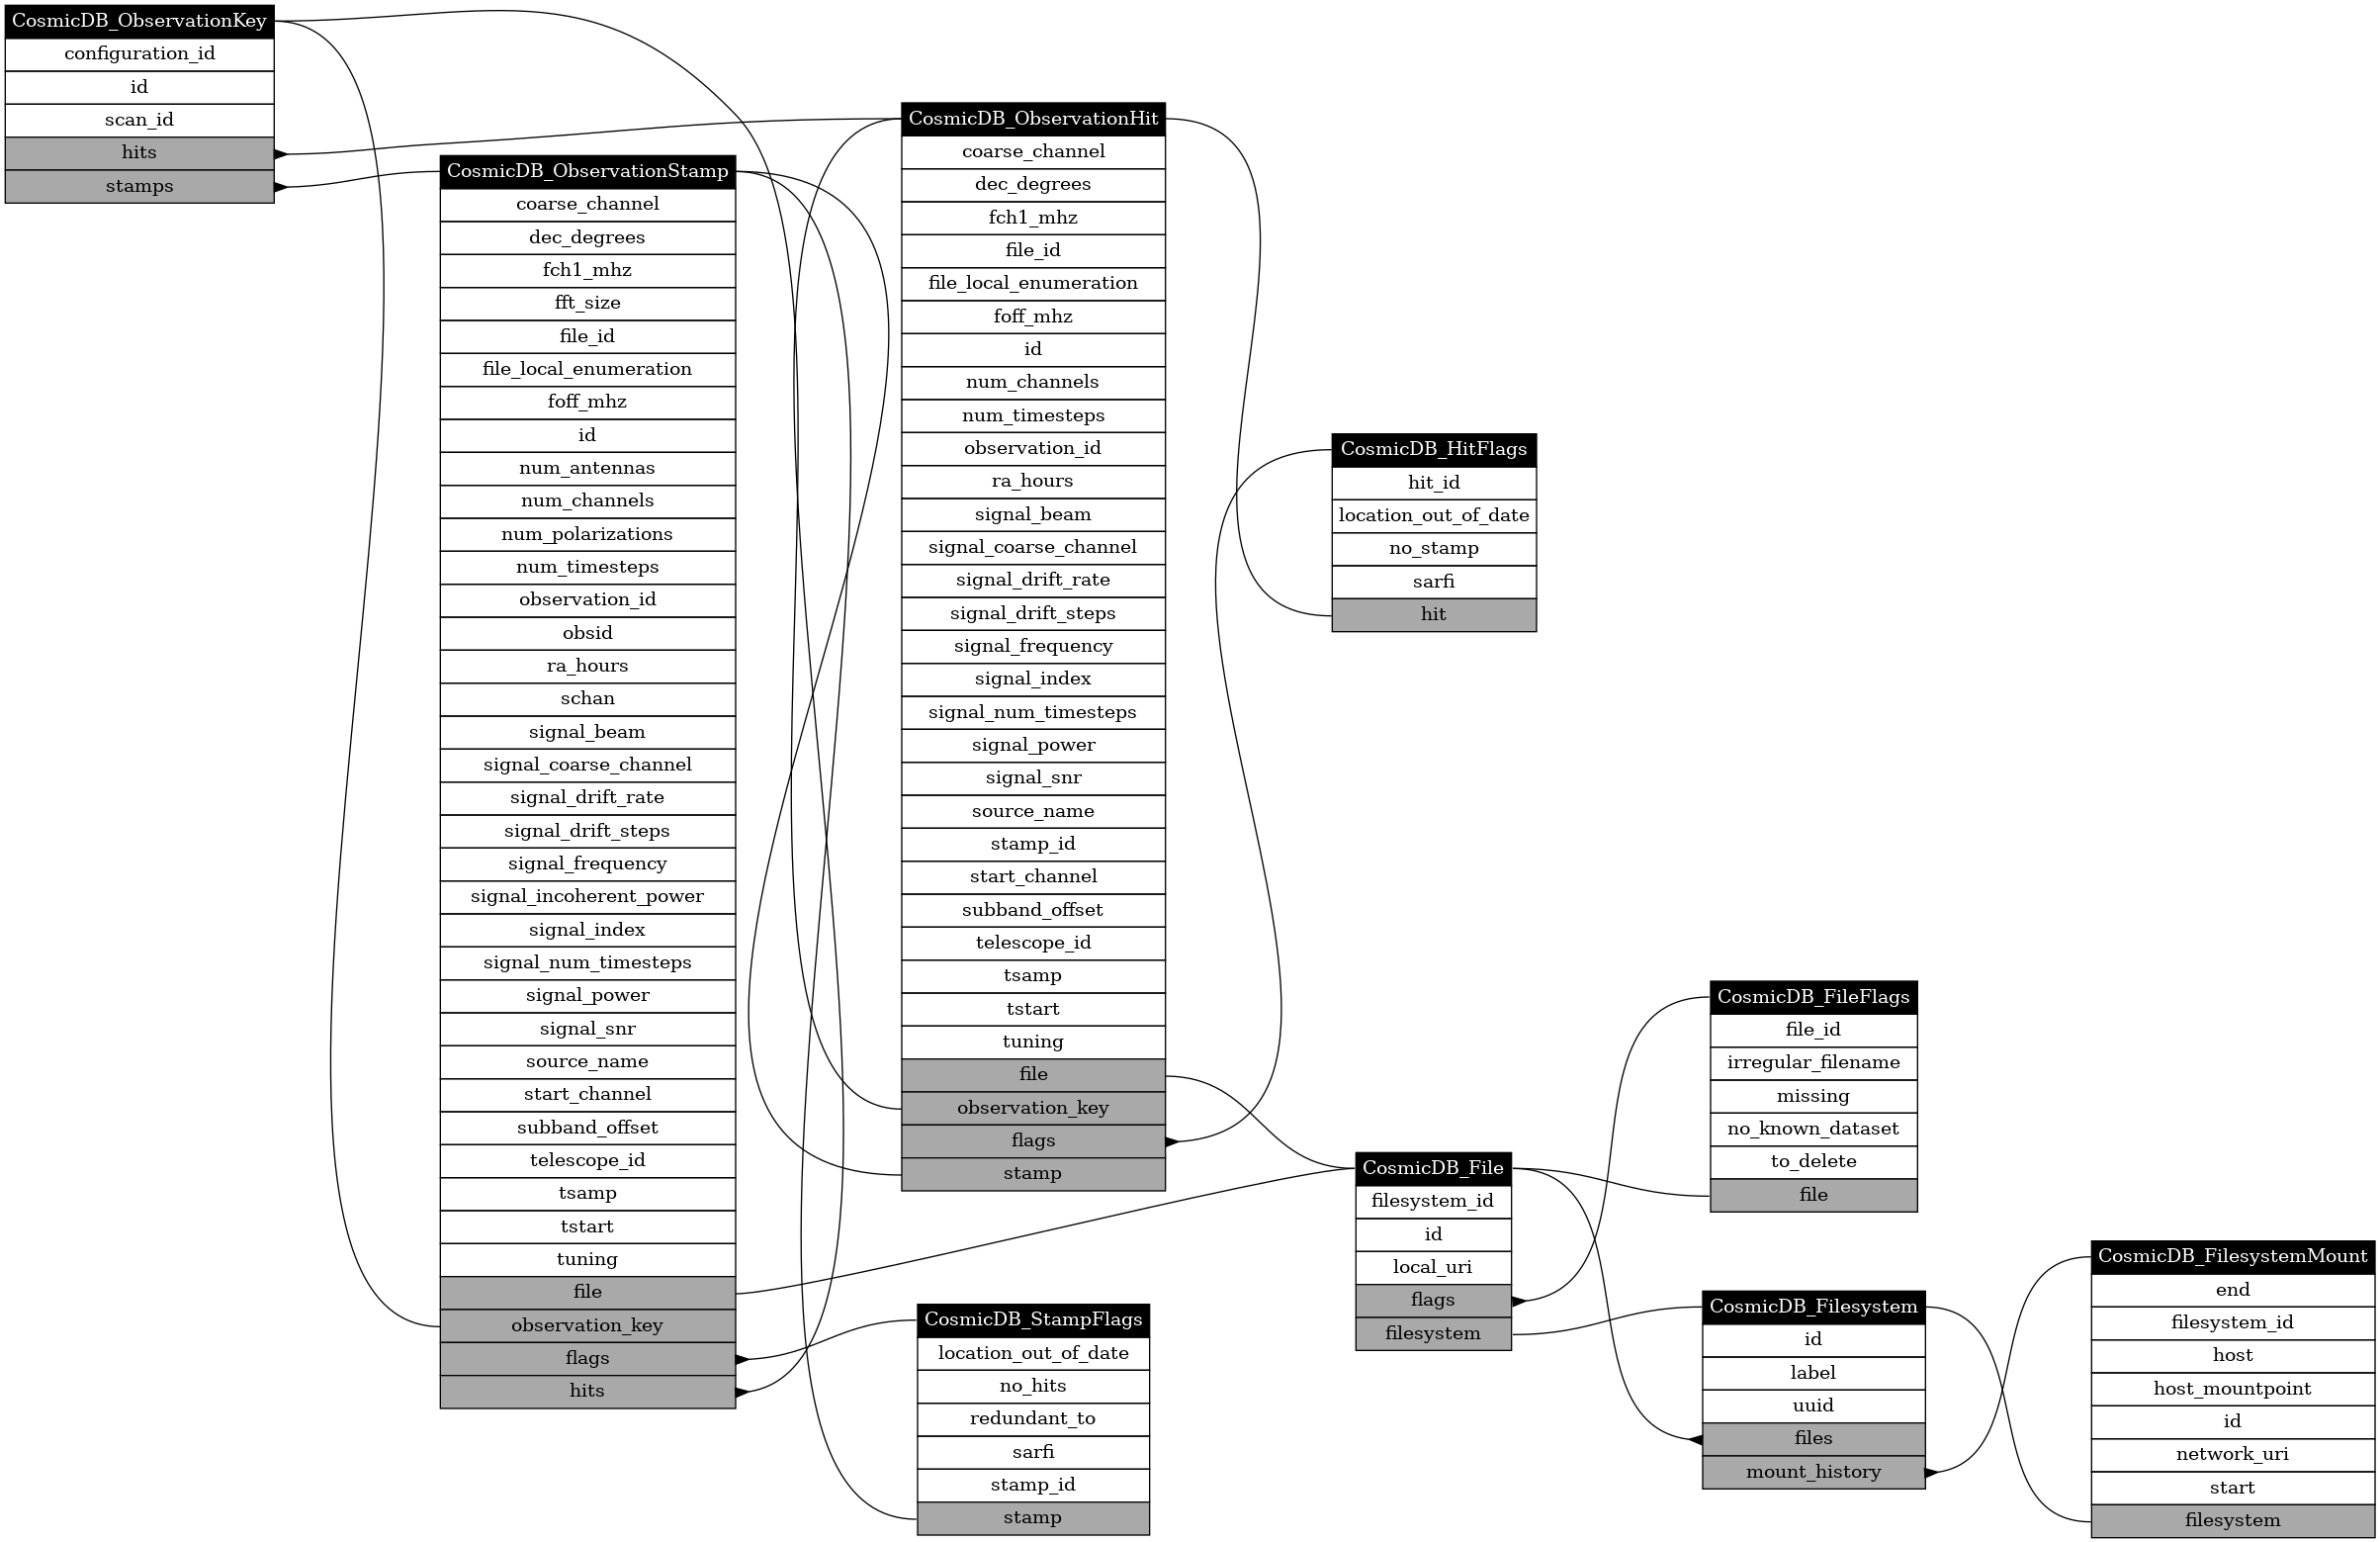 CosmicDB_ObservationKey
configuration_id
id
scan_id
hits
stamps
CosmicDB_ObservationStamp
coarse_channel
dec_degrees
fch1_mhz
fft_size
file_id
file_local_enumeration
foff_mhz
id
num_antennas
num_channels
num_polarizations
num_timesteps
observation_id
obsid
ra_hours
schan
signal_beam
signal_coarse_channel
signal_drift_rate
signal_drift_steps
signal_frequency
signal_incoherent_power
signal_index
signal_num_timesteps
signal_power
signal_snr
source_name
start_channel
subband_offset
telescope_id
tsamp
tstart
tuning
file
observation_key
flags
hits
CosmicDB_ObservationHit
coarse_channel
dec_degrees
fch1_mhz
file_id
file_local_enumeration
foff_mhz
id
num_channels
num_timesteps
observation_id
ra_hours
signal_beam
signal_coarse_channel
signal_drift_rate
signal_drift_steps
signal_frequency
signal_index
signal_num_timesteps
signal_power
signal_snr
source_name
stamp_id
start_channel
subband_offset
telescope_id
tsamp
tstart
tuning
file
observation_key
flags
stamp
CosmicDB_StampFlags
location_out_of_date
no_hits
redundant_to
sarfi
stamp_id
stamp
CosmicDB_HitFlags
hit_id
location_out_of_date
no_stamp
sarfi
hit
CosmicDB_File
filesystem_id
id
local_uri
flags
filesystem
CosmicDB_FileFlags
file_id
irregular_filename
missing
no_known_dataset
to_delete
file
CosmicDB_Filesystem
id
label
uuid
files
mount_history
CosmicDB_FilesystemMount
end
filesystem_id
host
host_mountpoint
id
network_uri
start
filesystem